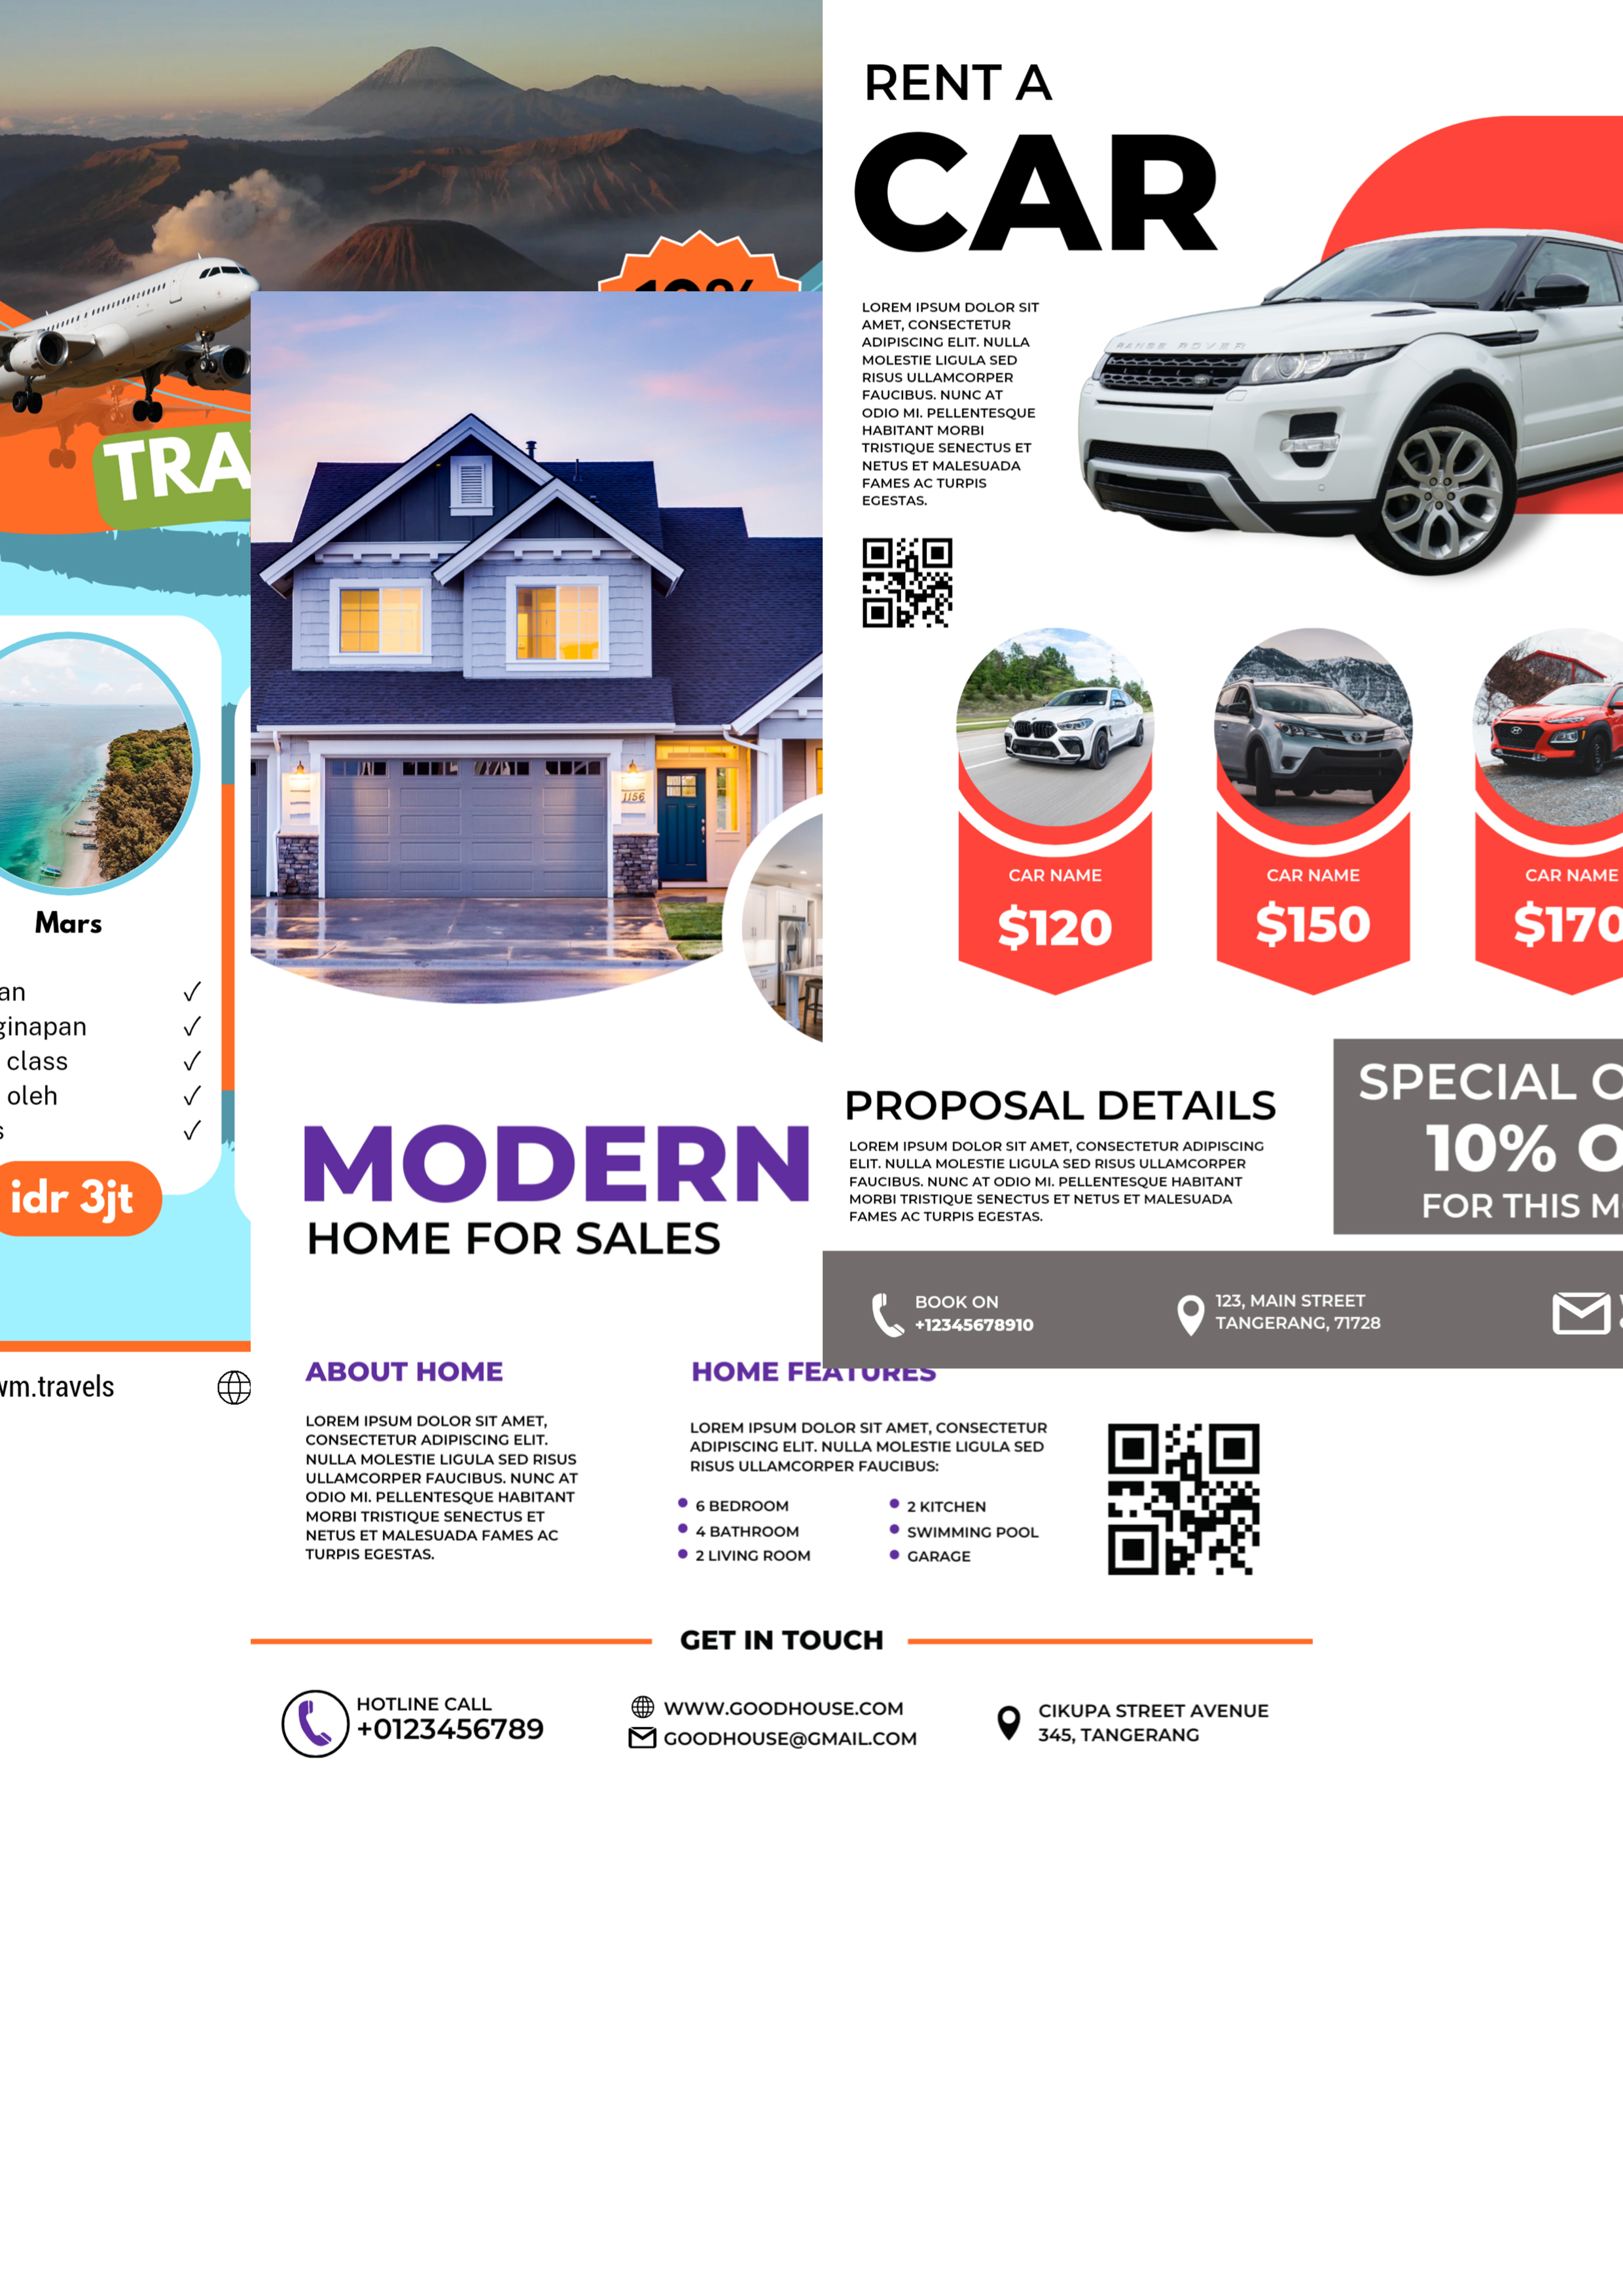 10%
TRA
Mars
an
ginapan
class
oleh
s
idr 3jt
vm.travels
1156
MODERN
HOME FOR SALES
ABOUT HOME
LOREM IPSUM DOLOR SIT AMET,
CONSECTETUR ADIPISCING ELIT.
NULLA MOLESTIE LIGULA SED RISUS
ULLAMCORPER FAUCIBUS. NUNC AT
ODIO MI. PELLENTESQUE HABITANT
MORBI TRISTIQUE SENECTUS ET
NETUS ET MALESUADA FAMES AC
TURPIS EGESTAS.
HOME FEATURES
LOREM IPSUM DOLOR SIT AMET, CONSECTETUR
ADIPISCING ELIT. NULLA MOLESTIE LIGULA SED
RISUS ULLAMCORPER FAUCIBUS:
6 BEDROOM
4 BATHROOM
2 LIVING ROOM
2 KITCHEN
SWIMMING POOL
GARAGE
GET IN TOUCH
HOTLINE CALL
+0123456789
WWW.GOODHOUSE.COM
GOODHOUSE@GMAIL.COM
CIKUPA STREET AVENUE
345, TANGERANG
RENT A
CAR
LOREM IPSUM DOLOR SIT
AMET, CONSECTETUR
ADIPISCING ELIT. NULLA
MOLESTIE LIGULA SED
RISUS ULLAMCORPER
FAUCIBUS. NUNC AT
ODIO MI. PELLENTESQUE
HABITANT MORBI
TRISTIQUE SENECTUS ET
NETUS ET MALESUADA
FAMES AC TURPIS
EGESTAS.
RANGE ROVER
CAR NAME
$120
CAR NAME
$150
CAR NAME
$170
PROPOSAL DETAILS
LOREM IPSUM DOLOR SIT AMET, CONSECTETUR ADIPISCING
ELIT. NULLA MOLESTIE LIGULA SED RISUS ULLAMCORPER
FAUCIBUS. NUNC AT ODIO MI. PELLENTESQUE HABITANT
MORBI TRISTIQUE SENECTUS ET NETUS ET MALESUADA
FAMES AC TURPIS EGESTAS.
SPECIAL O
10% O
FOR THIS M
BOOK ON
+12345678910
123, MAIN STREET
TANGERANG, 71728